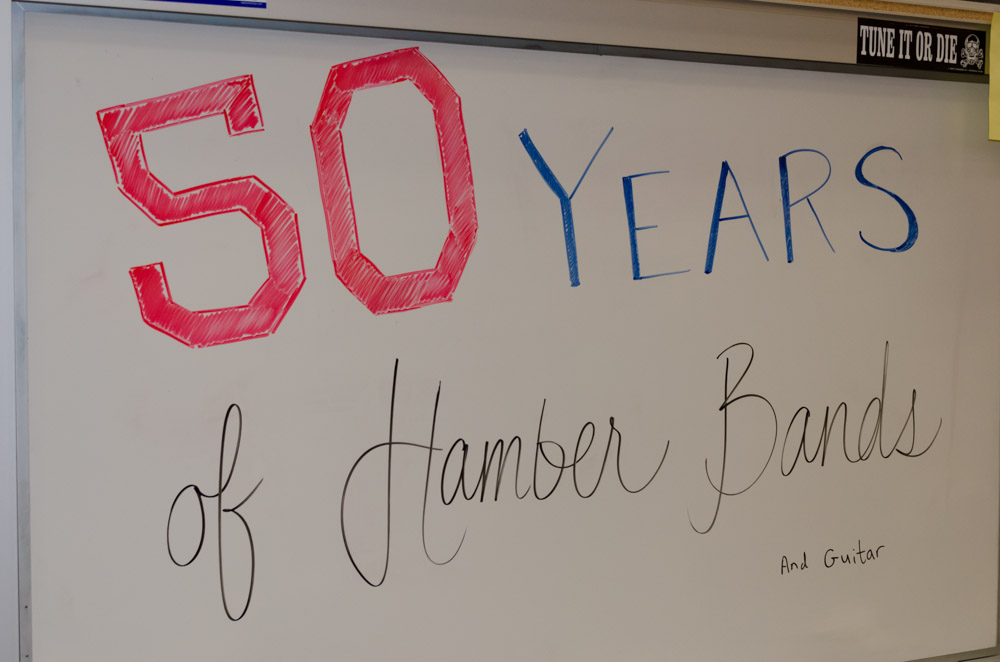 TUNE IT OR DIE
50 YEARS
of Hamber Bands
And Guitar